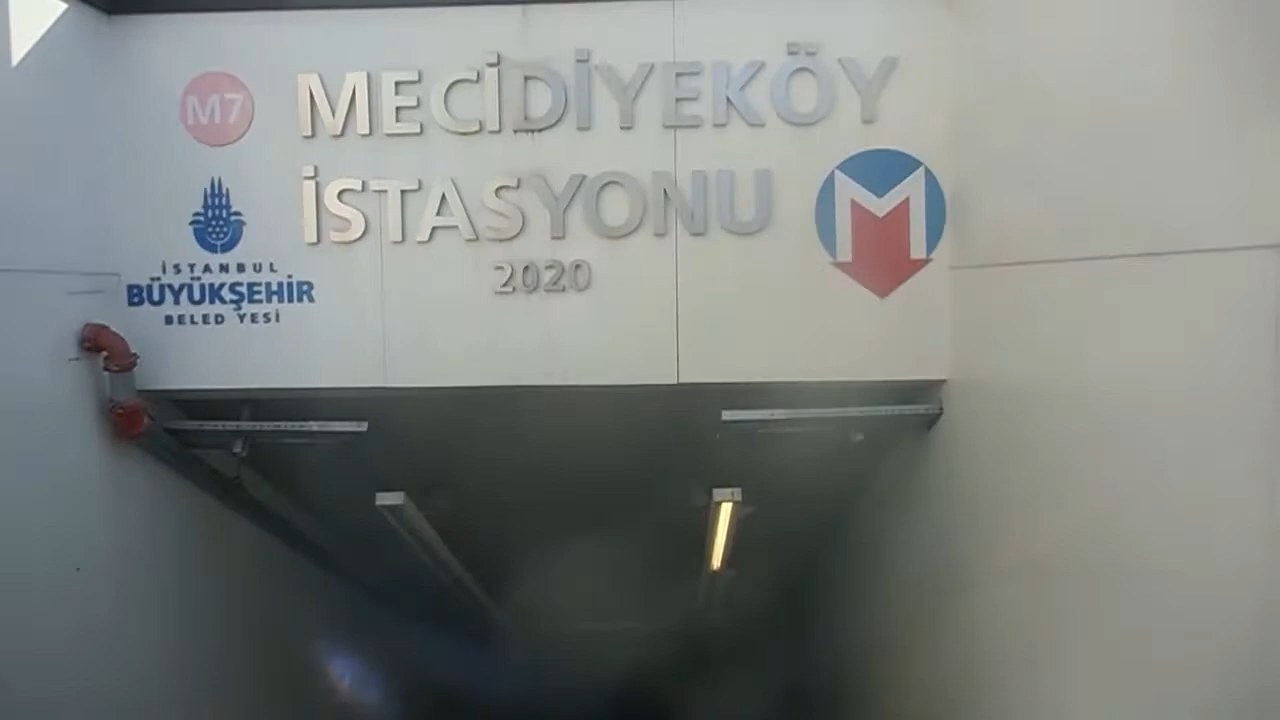 M7
MECİDİYEKÖY
İSTASYONU
2020
İSTANBUL
BÜYÜKŞEHİR
BELED YESİ
M